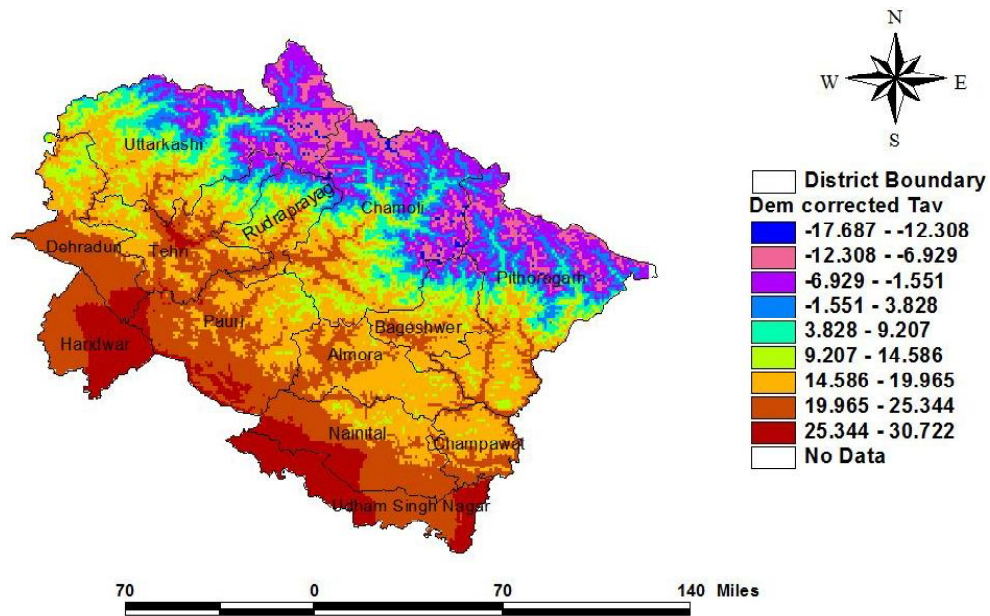 N
W E
S
Uttarkashi
Rudraprayag
Chamoli
Dehradun
Tehri
Pithoragarh
Pauri
Hardwar
Bageshwer
Almora
Nainital
Champawat
Udham Singh Nagar
District Boundary
Dem corrected Tav
-17.687 - -12.308
-12.308 - -6.929
-6.929 - -1.551
-1.551 - 3.828
3.828 - 9.207
9.207 - 14.586
14.586 - 19.965
19.965 - 25.344
25.344 - 30.722
No Data
70 0 70 140 Miles